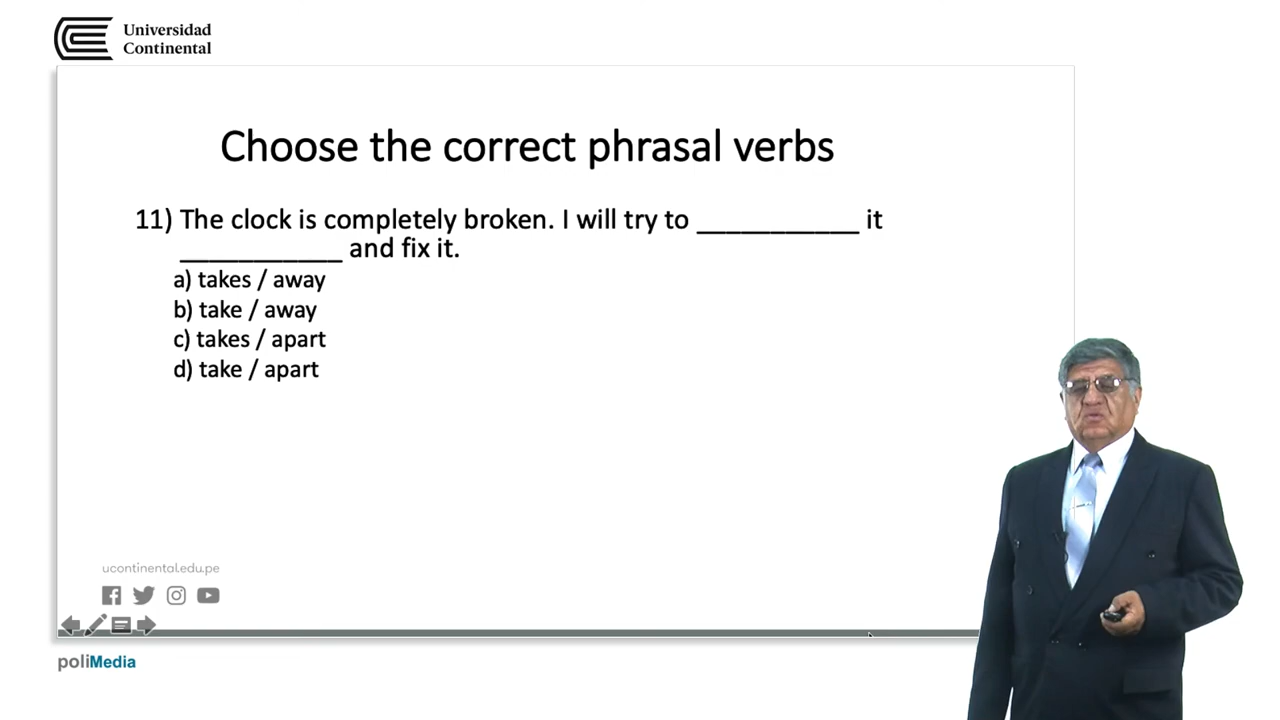 Universidad
Continental
Choose the correct phrasal verbs
11) The clock is completely broken. I will try to ___________ it
___________ and fix it.
a) takes / away
b) take / away
c) takes / apart
d) take / apart
ucontinental.edu.pe
poliMedia